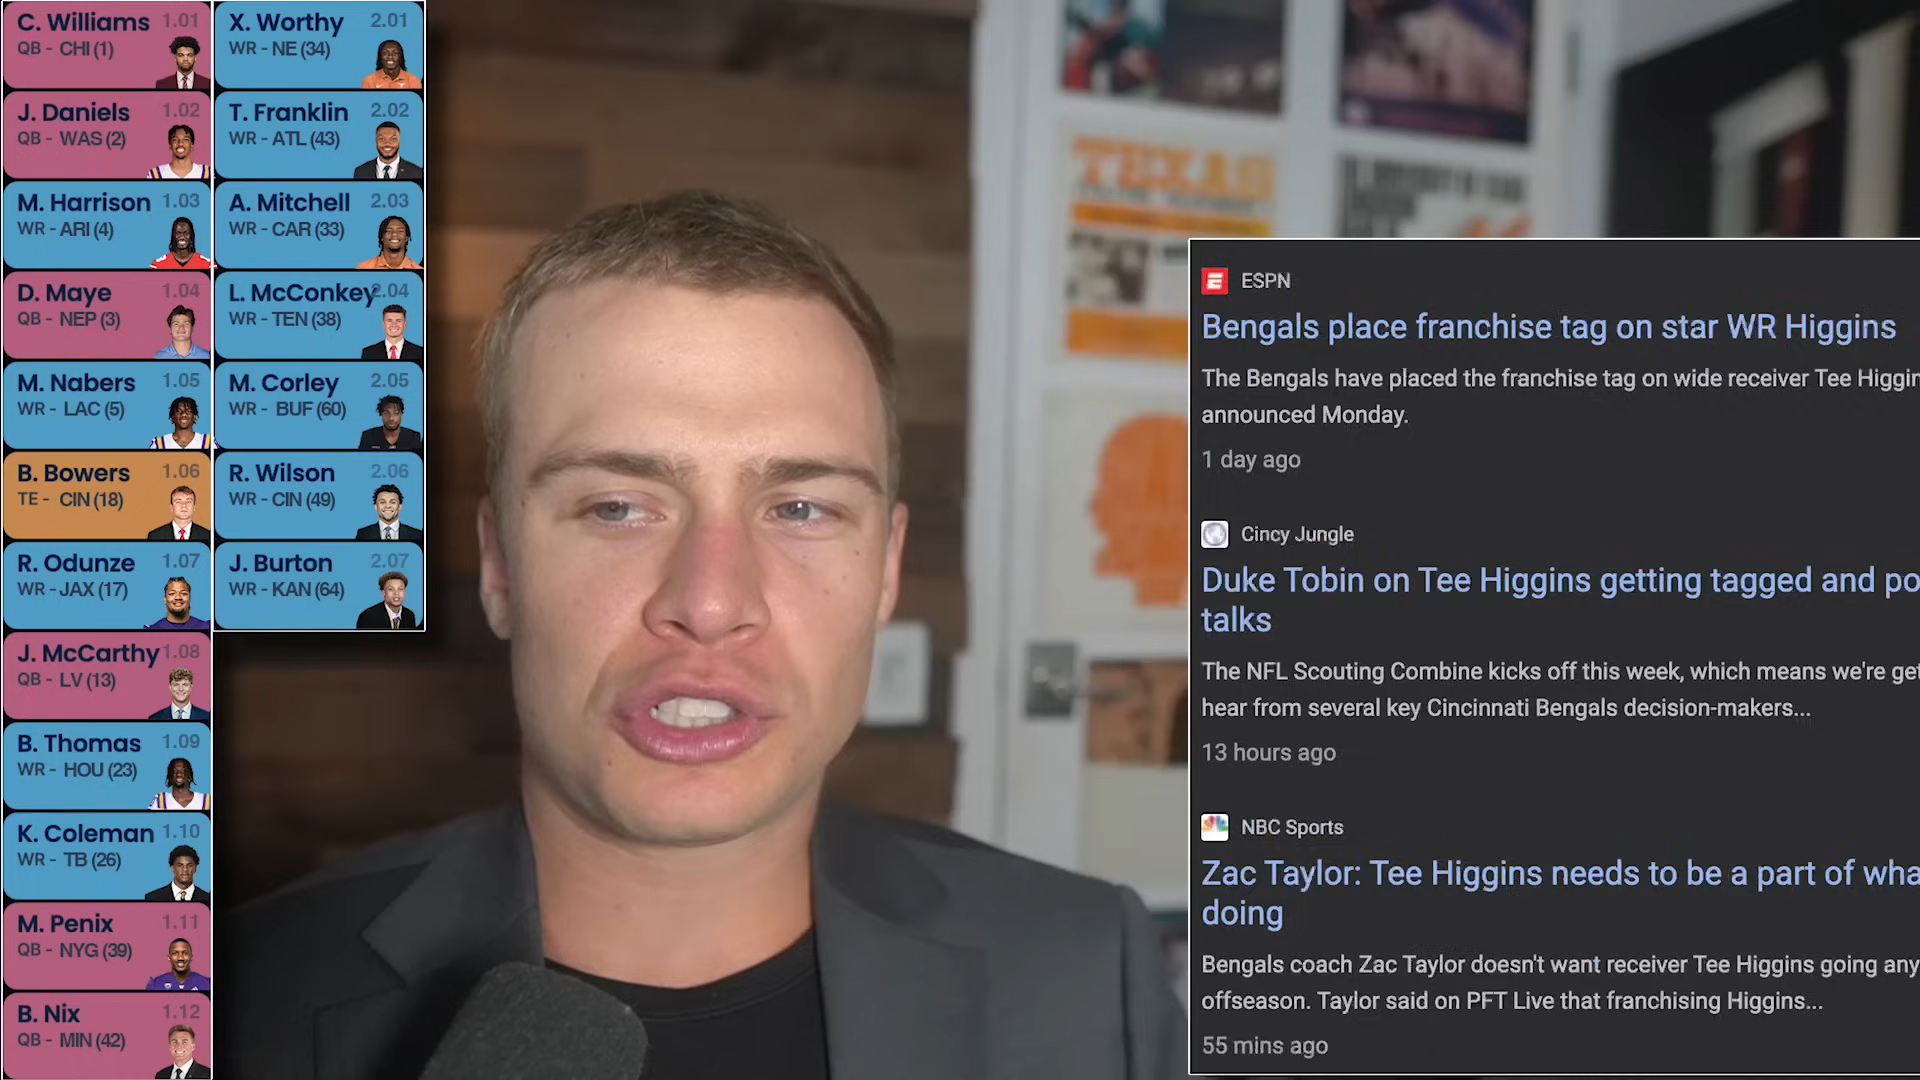 C. Williams 1.01
QB - CHI (1)
J. Daniels 1.02
QB - WAS (2)
M. Harrison 1.03
WR - ARI (4)
D. Maye 1.04
QB - NEP (3)
M. Nabers 1.05
WR - LAC (5)
B. Bowers 1.06
TE - CIN (18)
R. Odunze 1.07
WR - JAX (17)
J. McCarthy 1.08
QB - LV (13)
B. Thomas 1.09
WR - HOU (23)
K. Coleman 1.10
WR - TB (26)
M. Penix 1.11
QB - NYG (39)
B. Nix 1.12
QB - MIN (42)
X. Worthy 2.01
WR - NE (34)
T. Franklin 2.02
WR - ATL (43)
A. Mitchell 2.03
WR - CAR (33)
L. McConkey 2.04
WR - TEN (38)
M. Corley 2.05
WR - BUF (60)
R. Wilson 2.06
WR - CIN (49)
J. Burton 2.07
WR - KAN (64)
TEXAS
ESPN
Bengals place franchise tag on star WR Higgins
The Bengals have placed the franchise tag on wide receiver Tee Higgin
announced Monday.
1 day ago
Cincy Jungle
Duke Tobin on Tee Higgins getting tagged and po
talks
The NFL Scouting Combine kicks off this week, which means we're get
hear from several key Cincinnati Bengals decision-makers...
13 hours ago
NBC Sports
Zac Taylor: Tee Higgins needs to be a part of wha
doing
Bengals coach Zac Taylor doesn't want receiver Tee Higgins going any
offseason. Taylor said on PFT Live that franchising Higgins...
55 mins ago